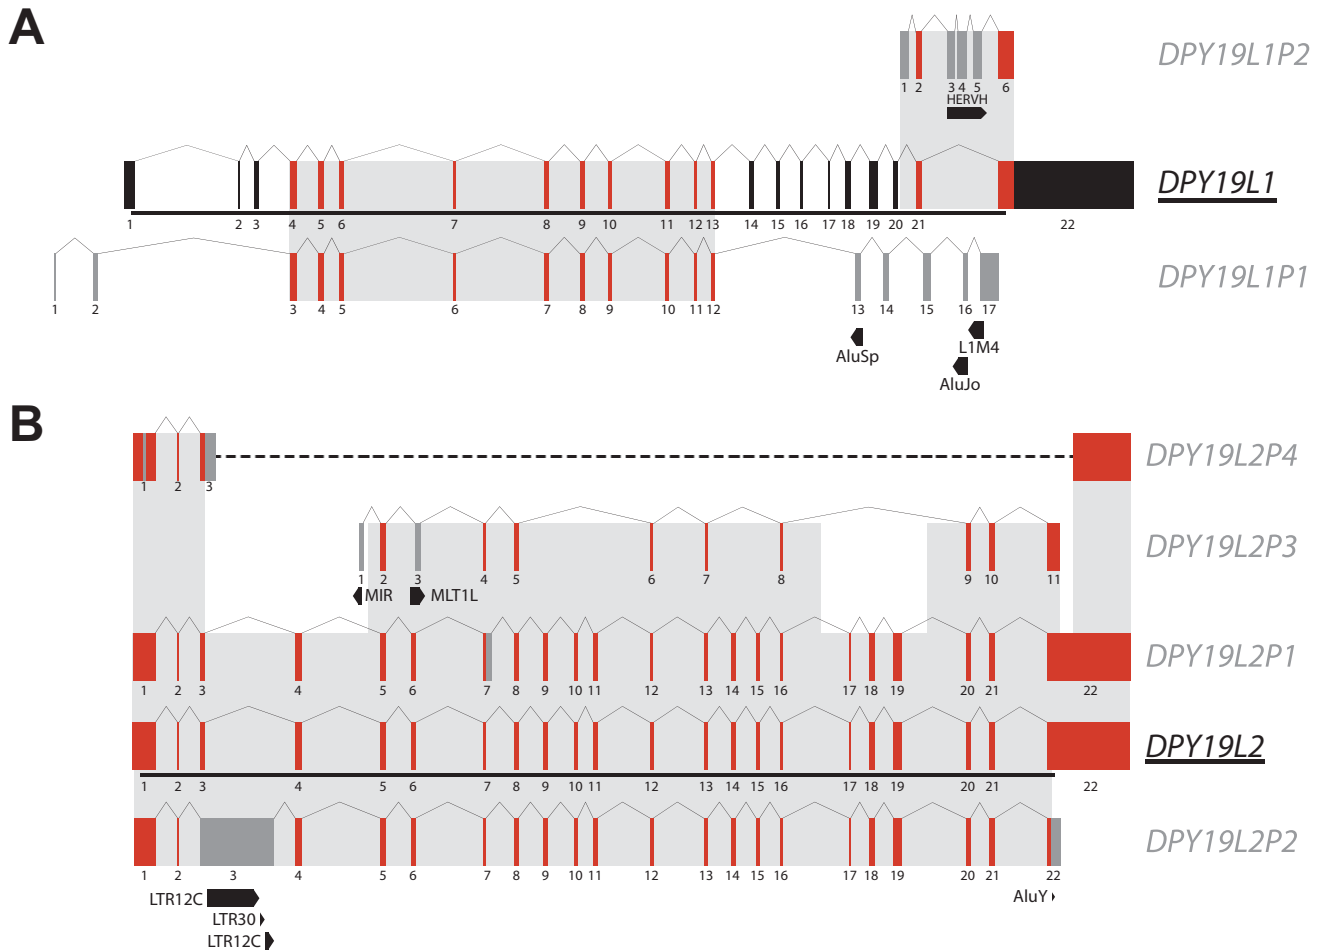 A
DPY19L1P2
1 2 3 4 5 6
HERVH
DPY19L1
1 2 3 4 5 6 7 8 9 10 11 12 13 14 15 16 17 18 19 20 21 22
DPY19L1P1
1 2 3 4 5 6 7 8 9 10 11 12 13 14 15 16 17
AluSp
L1M4
AluJo
B
DPY19L2P4
1 2 3
DPY19L2P3
1 2 3 4 5 6 7 8 9 10 11
MIR MLT1L
DPY19L2P1
1 2 3 4 5 6 7 8 9 10 11 12 13 14 15 16 17 18 19 20 21 22
DPY19L2
1 2 3 4 5 6 7 8 9 10 11 12 13 14 15 16 17 18 19 20 21 22
DPY19L2P2
1 2 3 4 5 6 7 8 9 10 11 12 13 14 15 16 17 18 19 20 21 22
LTR12C AluY
LTR30
LTR12C